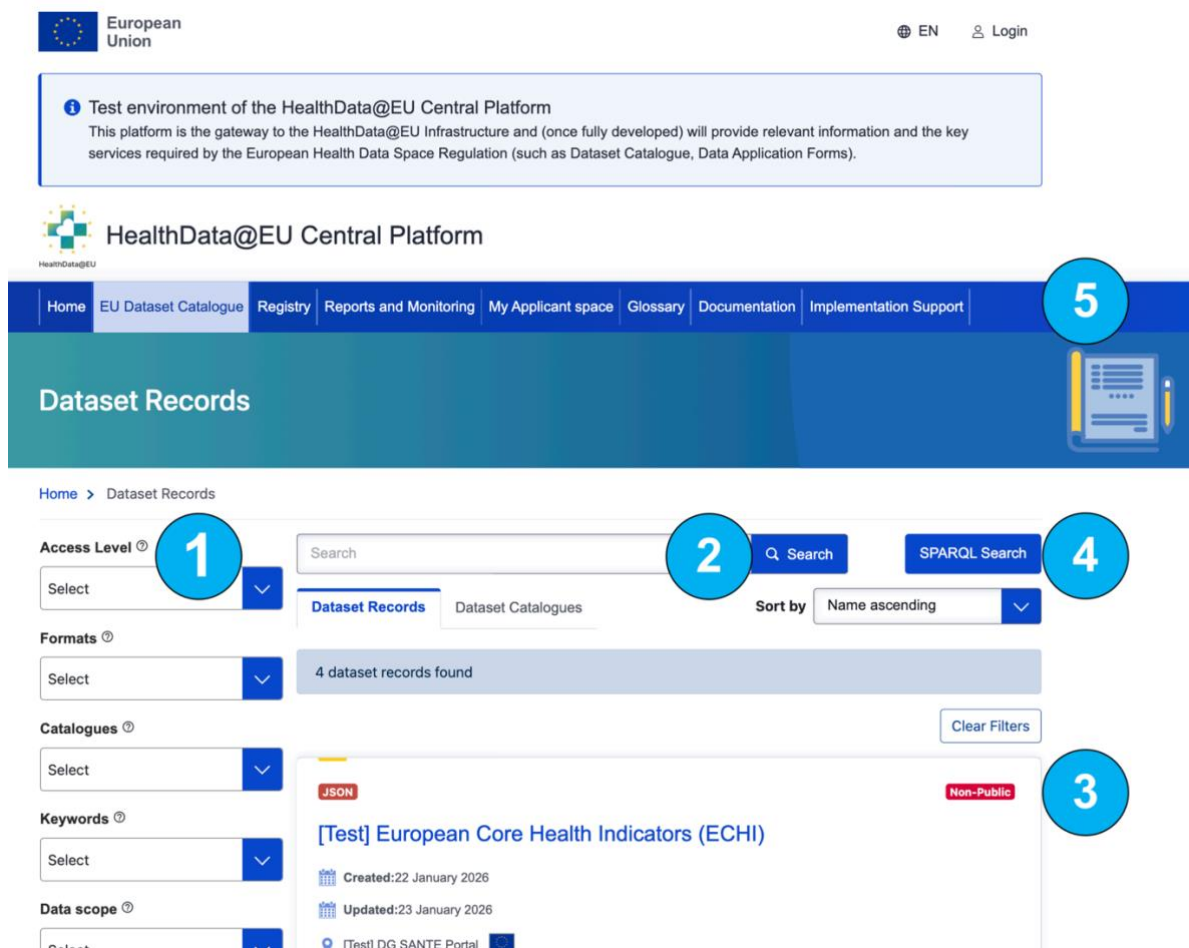 European
Union
EN
Login
Test environment of the HealthData@EU Central Platform
This platform is the gateway to the HealthData@EU Infrastructure and (once fully developed) will provide relevant information and the key
services required by the European Health Data Space Regulation (such as Dataset Catalogue, Data Application Forms).
HealthData@EU
HealthData@EU Central Platform
Home EU Dataset Catalogue Registry Reports and Monitoring My Applicant space Glossary Documentation Implementation Support
5
Dataset Records
Home > Dataset Records
Access Level
1
Select
Search
2
Search
SPARQL Search
4
Dataset Records Dataset Catalogues
Sort by Name ascending
Formats
Select
4 dataset records found
Catalogues
Select
Clear Filters
JSON
Non-Public
3
Keywords
Select
[Test] European Core Health Indicators (ECHI)
Created:22 January 2026
Data scope
Updated:23 January 2026
Select
[Test] DG SANTE Portal